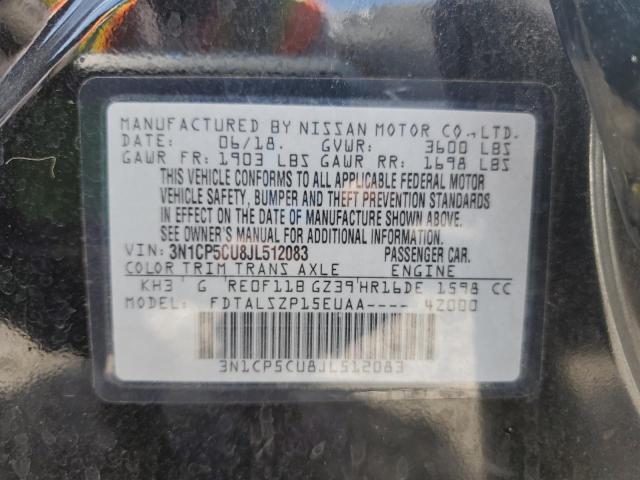 MANUFACTURED BY NISSAN MOTOR CO., LTD.
DATE: 06/18. GVWR: 3600 LBS
GAWR FR: 1903 LBS GAWR RR: 1698 LBS
THIS VEHICLE CONFORMS TO ALL APPLICABLE FEDERAL MOTOR
VEHICLE SAFETY, BUMPER AND THEFT PREVENTION STANDARDS
IN EFFECT ON THE DATE OF MANUFACTURE SHOWN ABOVE.
SEE OWNER'S MANUAL FOR ADDITIONAL INFORMATION.
VIN: 3N1CP5CU8JL512083 PASSENGER CAR.
COLOR TRIM TRANS AXLE ENGINE
KH3 G RE0F11B GZ39 HR16DE 1598 CC
MODEL: FDTALSZP15EUAA---- 4Z000
3N1CP5CU8JL512083